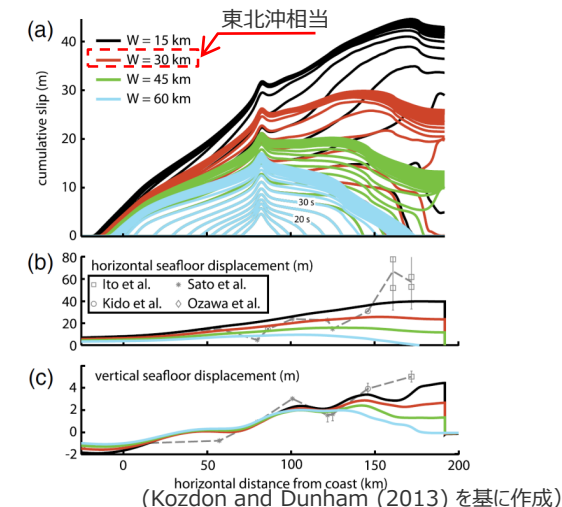 東北沖相当
(a)
W = 15 km
W = 30 km
W = 45 km
W = 60 km
cumulative slip (m)
40
30
20
10
0
30 s
20 s
(b)
horizontal seafloor displacement (m)
80
60
40
20
0
Ito et al.
Sato et al.
Kido et al.
Ozawa et al.
(c)
vertical seafloor displacement (m)
4
2
0
-2
0
50
100
150
200
horizontal distance from coast (km)
(Kozdon and Dunham (2013) を基に作成)